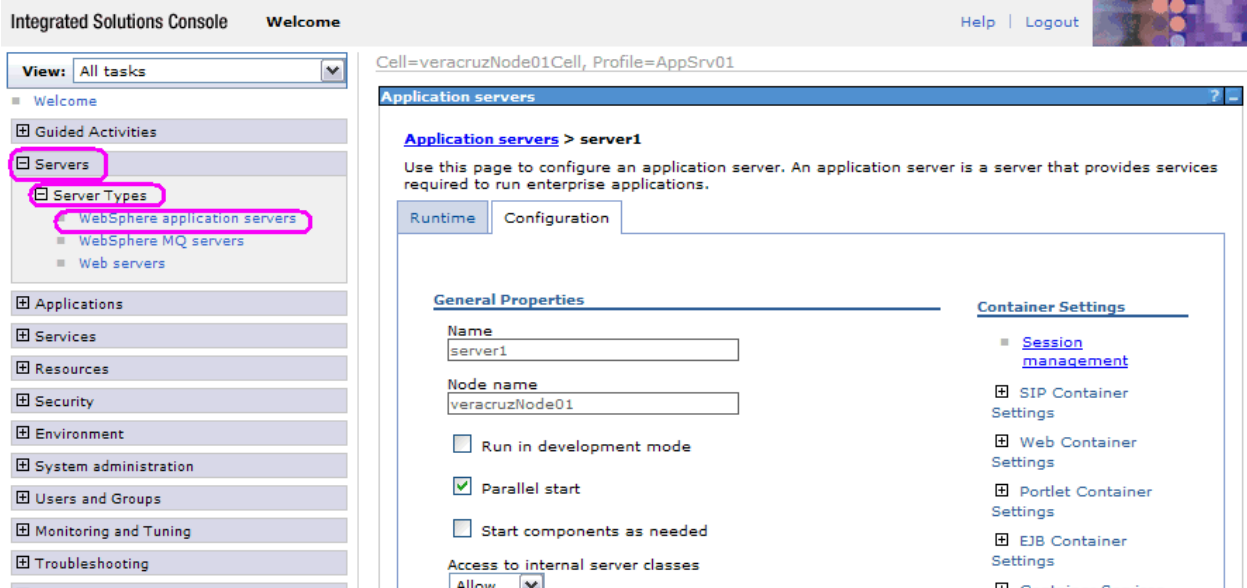 Integrated Solutions Console Welcome Help | Logout
View: All tasks
Welcome
Guided Activities
Servers
Server Types
WebSphere application servers
WebSphere MQ servers
Web servers
Applications
Services
Resources
Security
Environment
System administration
Users and Groups
Monitoring and Tuning
Troubleshooting
Cell=veracruzNode01Cell, Profile=AppSrv01
Application servers ? -
Application servers > server1
Use this page to configure an application server. An application server is a server that provides services
required to run enterprise applications.
Runtime Configuration
General Properties
Name
server1
Node name
veracruzNode01
Run in development mode
Parallel start
Start components as needed
Access to internal server classes
Allow
Container Settings
Session
management
SIP Container
Settings
Web Container
Settings
Portlet Container
Settings
EJB Container
Settings